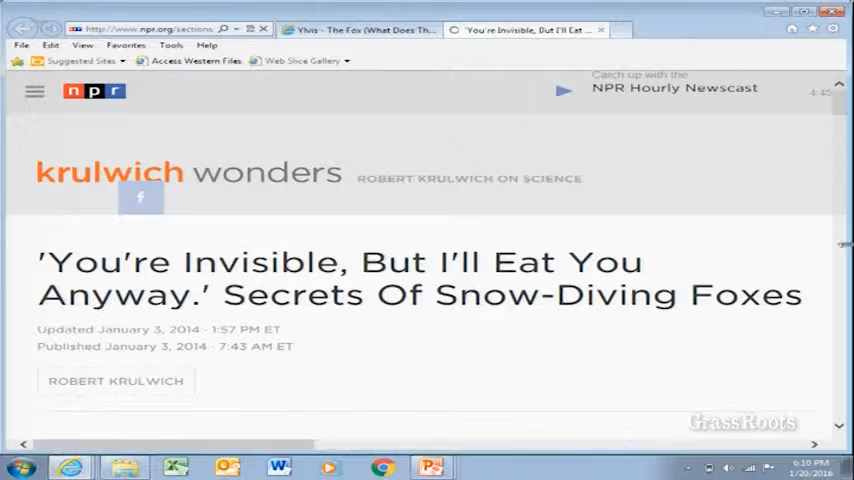 http://www.npr.org/sections
Ylvis - The Fox (What Does Th...
'You're Invisible, But I'll Eat ...
File Edit View Favorites Tools Help
Suggested Sites Access Western Files Web Slice Gallery
npr
Catch up with the
NPR Hourly Newscast
4:45
krulwich wonders ROBERT KRULWICH ON SCIENCE
f
'You're Invisible, But I'll Eat You
Anyway.' Secrets Of Snow-Diving Foxes
Updated January 3, 2014 · 1:57 PM ET
Published January 3, 2014 · 7:43 AM ET
ROBERT KRULWICH
GrassRoots
6:10 PM
1/20/2016